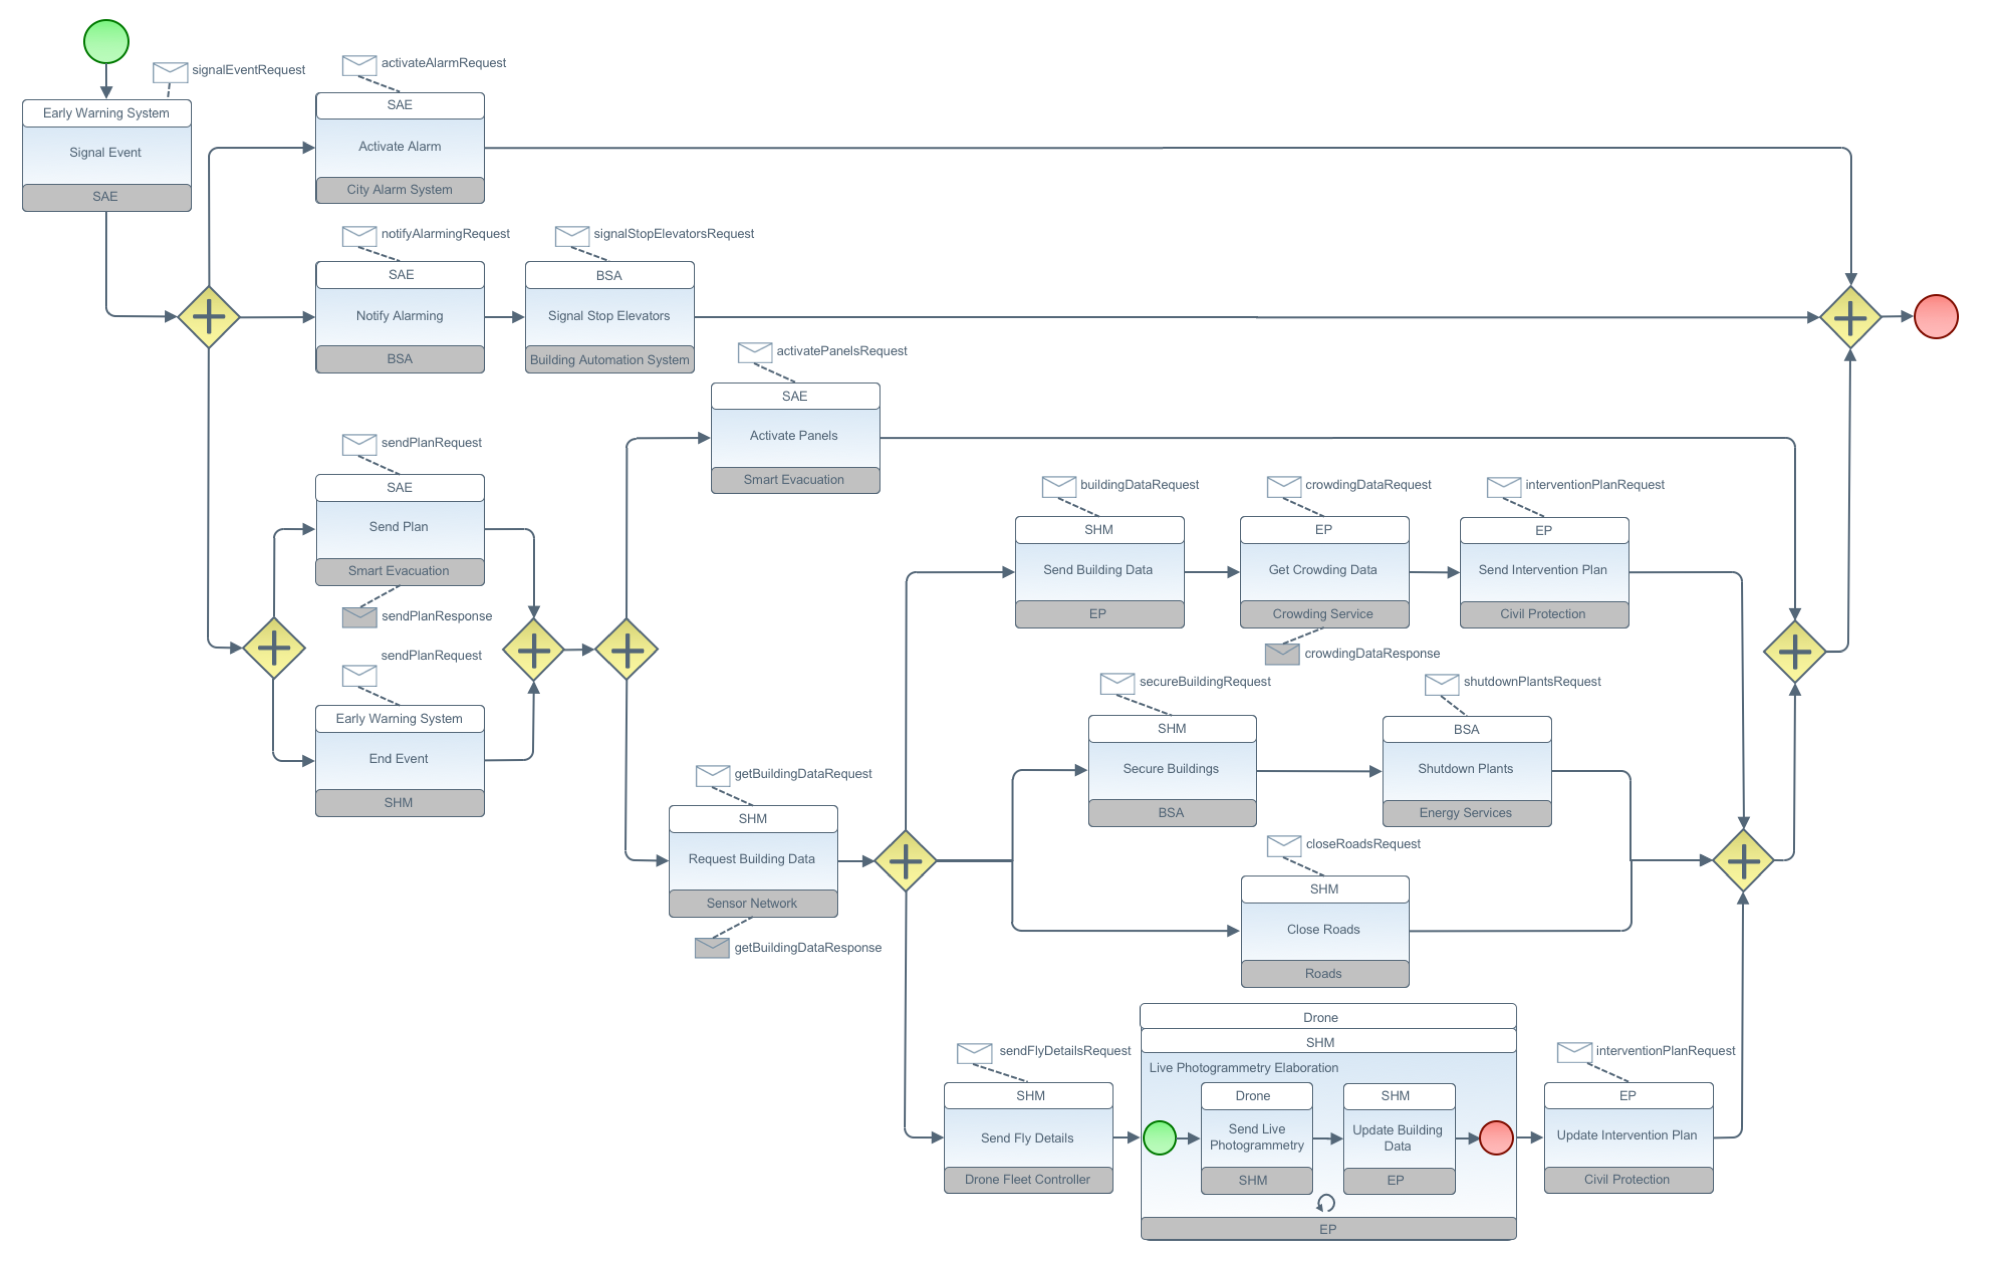 signalEventRequest
Early Warning System
Signal Event
SAE
activateAlarmRequest
SAE
Activate Alarm
City Alarm System
notifyAlarmingRequest
SAE
Notify Alarming
BSA
signalStopElevatorsRequest
BSA
Signal Stop Elevators
Building Automation System
activatePanelsRequest
SAE
Activate Panels
Smart Evacuation
sendPlanRequest
SAE
Send Plan
Smart Evacuation
sendPlanResponse
sendPlanRequest
Early Warning System
End Event
SHM
getBuildingDataRequest
SHM
Request Building Data
Sensor Network
getBuildingDataResponse
buildingDataRequest
SHM
Send Building Data
EP
crowdingDataRequest
EP
Get Crowding Data
Crowding Service
crowdingDataResponse
interventionPlanRequest
EP
Send Intervention Plan
Civil Protection
secureBuildingRequest
SHM
Secure Buildings
BSA
shutdownPlantsRequest
BSA
Shutdown Plants
Energy Services
closeRoadsRequest
SHM
Close Roads
Roads
sendFlyDetailsRequest
SHM
Send Fly Details
Drone Fleet Controller
Drone
SHM
Live Photogrammetry Elaboration
Drone
Send Live
Photogrammetry
SHM
SHM
Update Building
Data
EP
EP
interventionPlanRequest
EP
Update Intervention Plan
Civil Protection